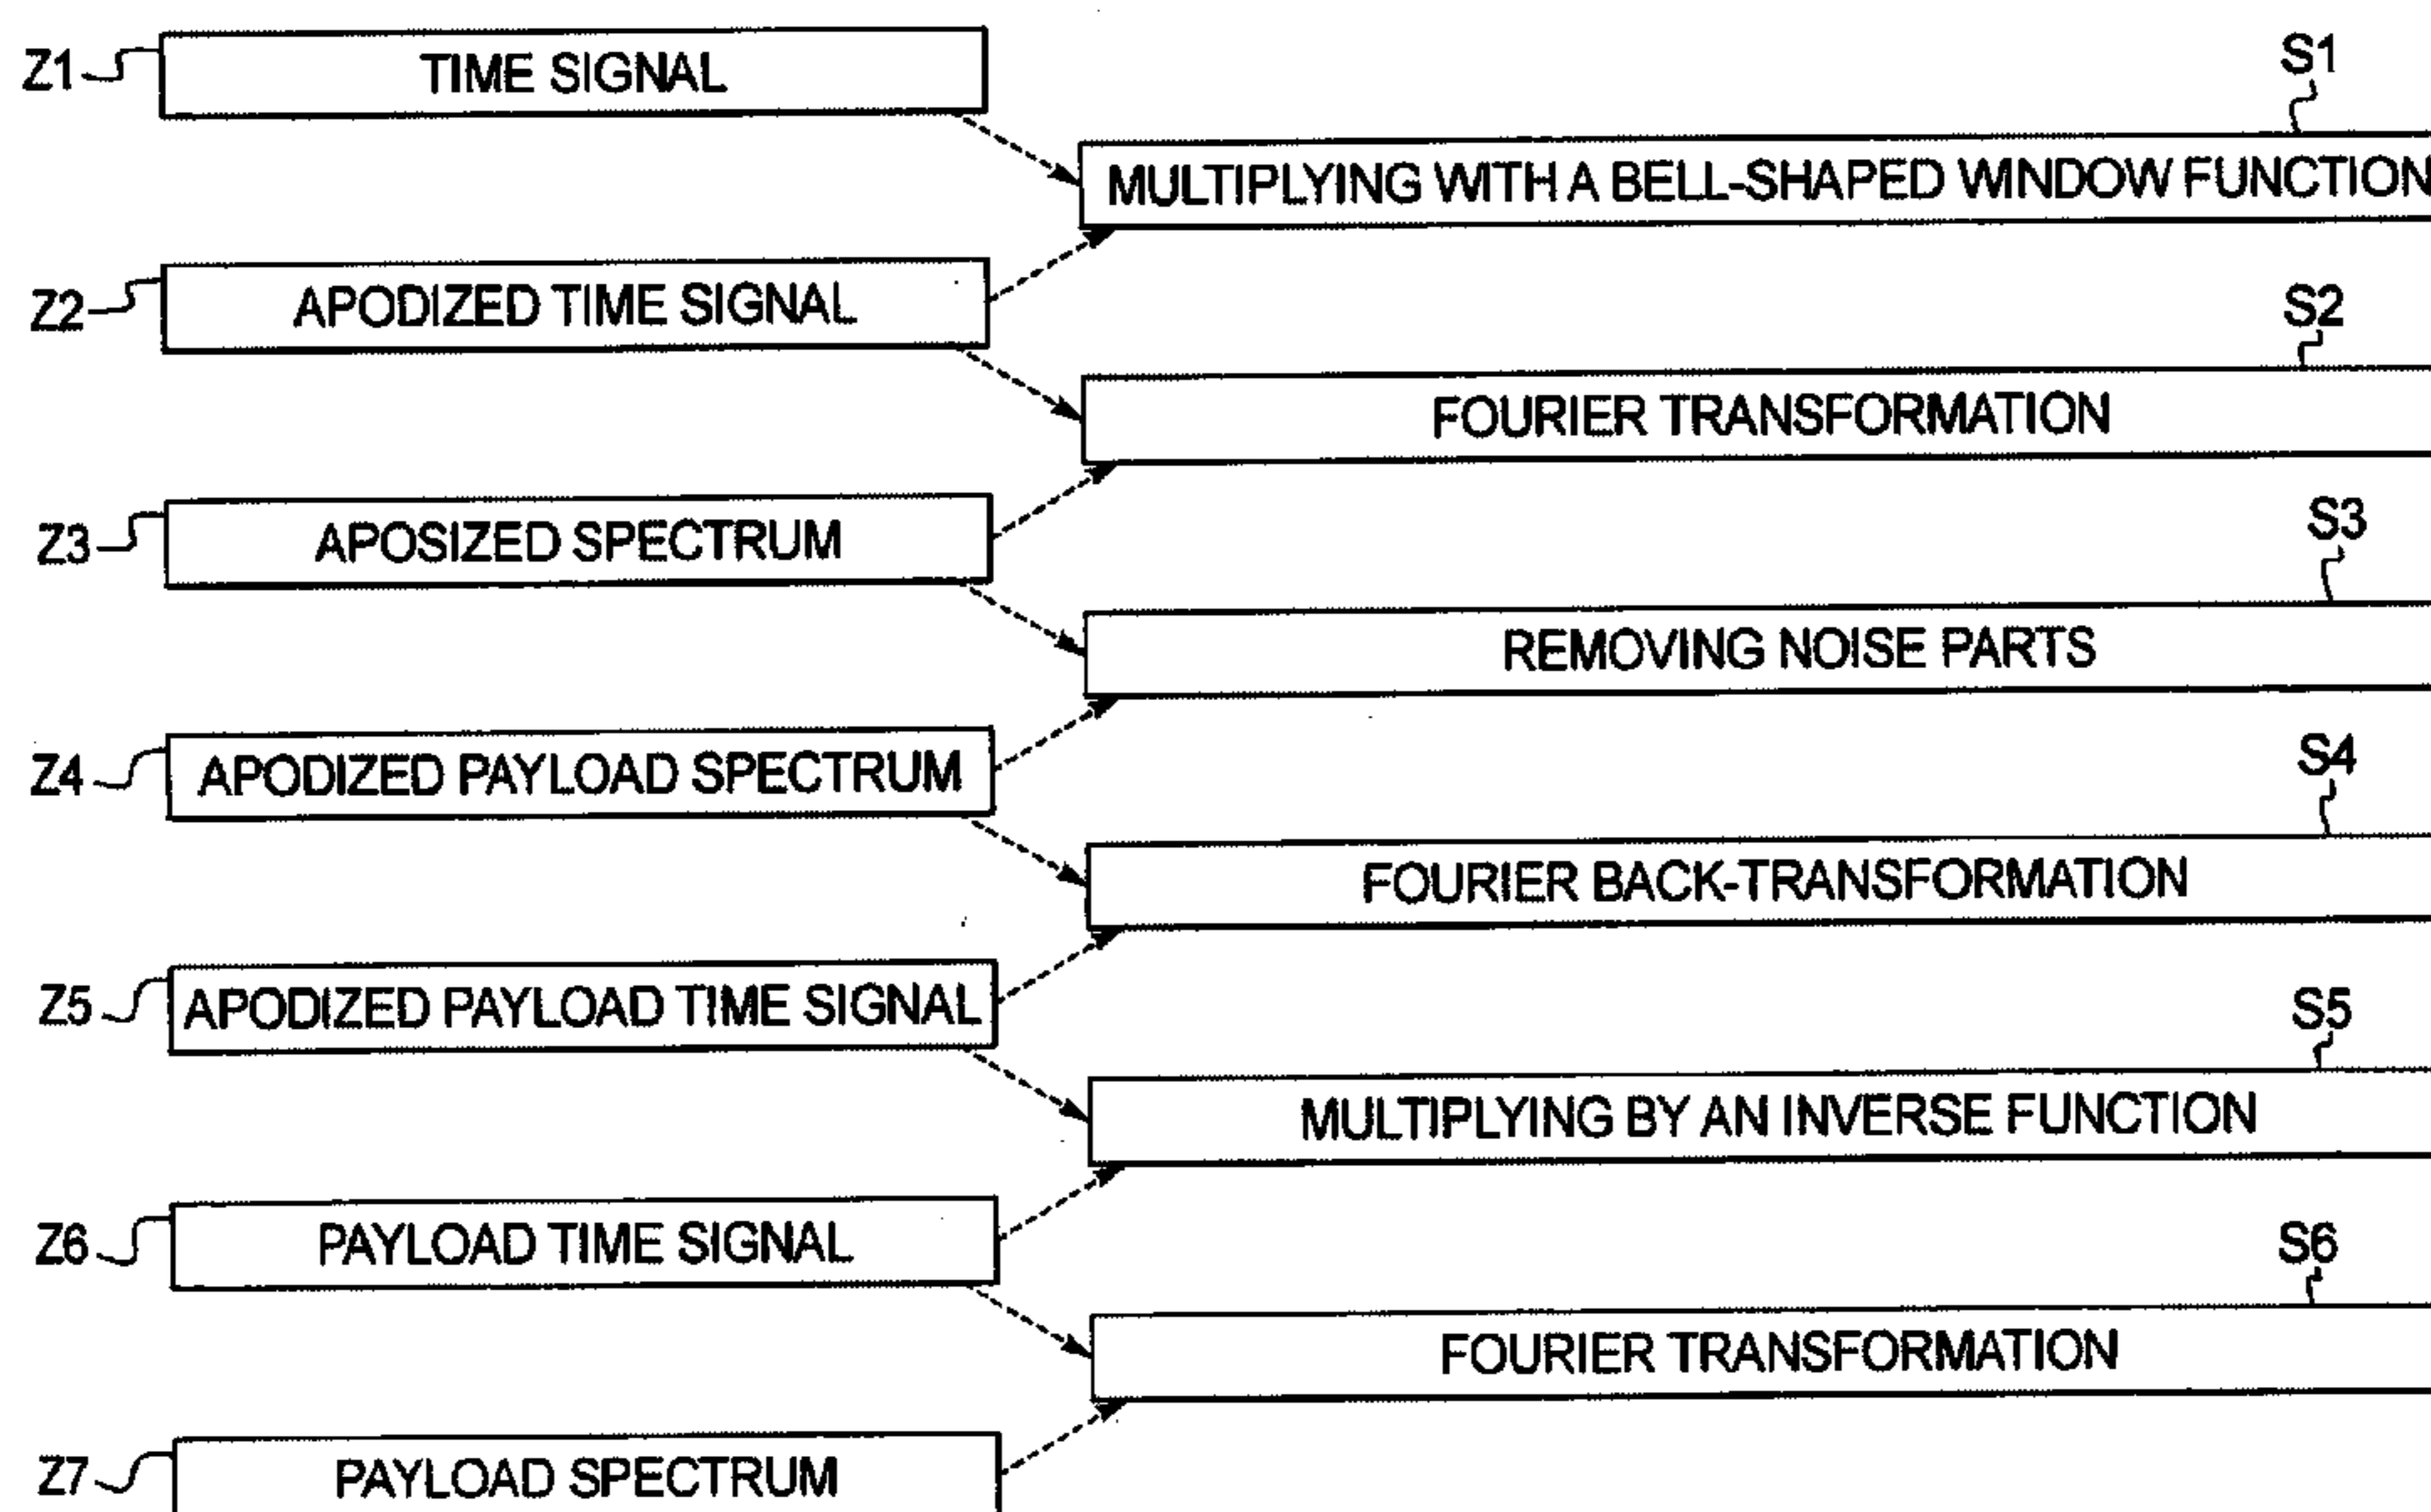 Z1 TIME SIGNAL
S1
MULTIPLYING WITH A BELL-SHAPED WINDOW FUNCTION
Z2 APODIZED TIME SIGNAL
S2
FOURIER TRANSFORMATION
Z3 APOSIZED SPECTRUM
S3
REMOVING NOISE PARTS
Z4 APODIZED PAYLOAD SPECTRUM
S4
FOURIER BACK-TRANSFORMATION
Z5 APODIZED PAYLOAD TIME SIGNAL
S5
MULTIPLYING BY AN INVERSE FUNCTION
Z6 PAYLOAD TIME SIGNAL
S6
FOURIER TRANSFORMATION
Z7 PAYLOAD SPECTRUM